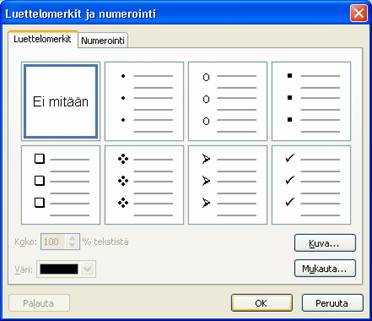 Luettelomerkit ja numerointi
Luettelomerkit Numerointi
Ei mitään
Koko: 100 % tekstistä
Kuva...
Väri:
Mukauta...
Palauta OK Peruuta